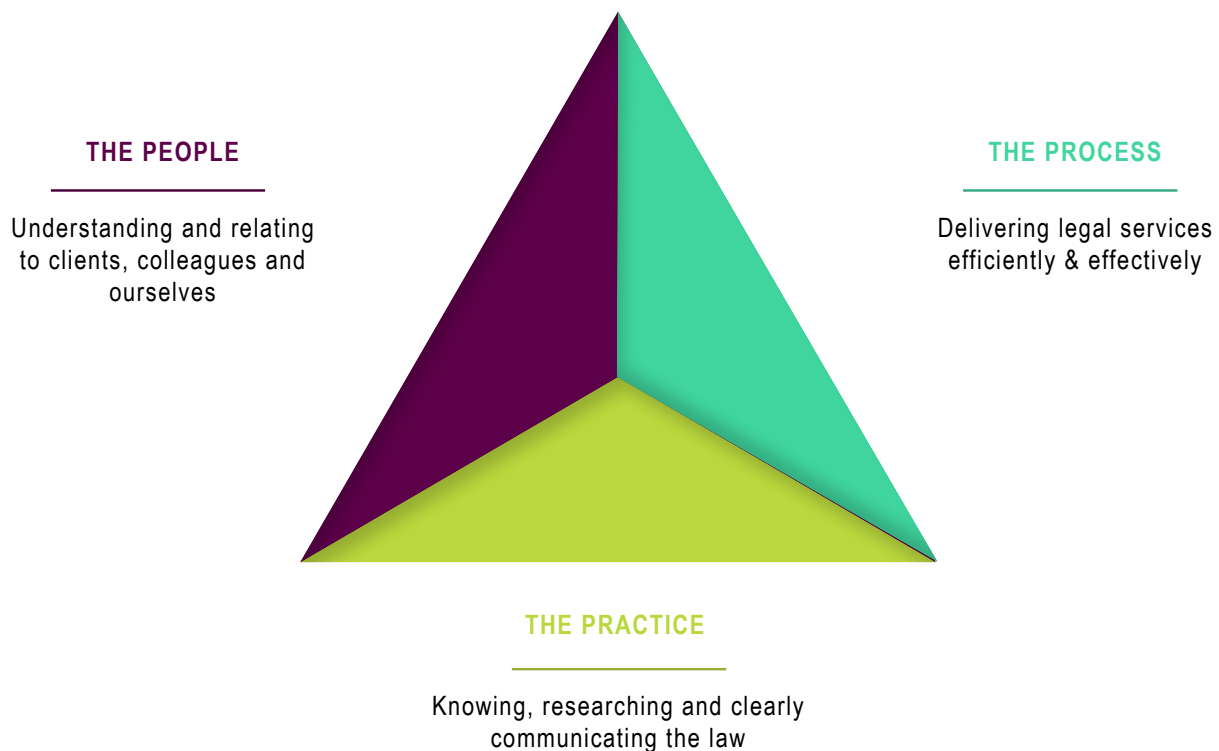 THE PEOPLE
Understanding and relating
to clients, colleagues and
ourselves
THE PROCESS
Delivering legal services
efficiently & effectively
THE PRACTICE
Knowing, researching and clearly
communicating the law